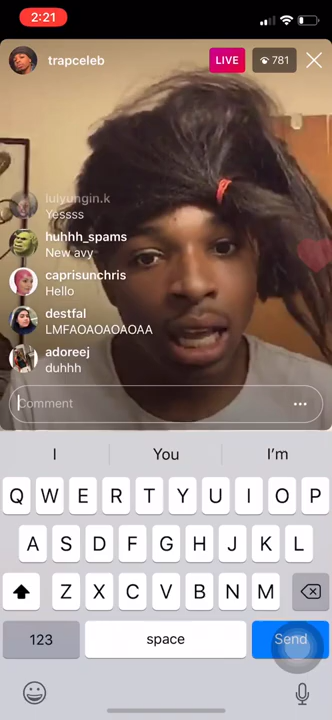 2:21
trapceleb
LIVE
781
lulyungin.k
Yessss
huhhh_spams
New avy
caprisunchris
Hello
destfal
LMFAOAOAOAOAA
adoreej
duhhh
Comment
I
You
I'm
Q W E R T Y U I O P
A S D F G H J K L
Z X C V B N M
123
space
Send